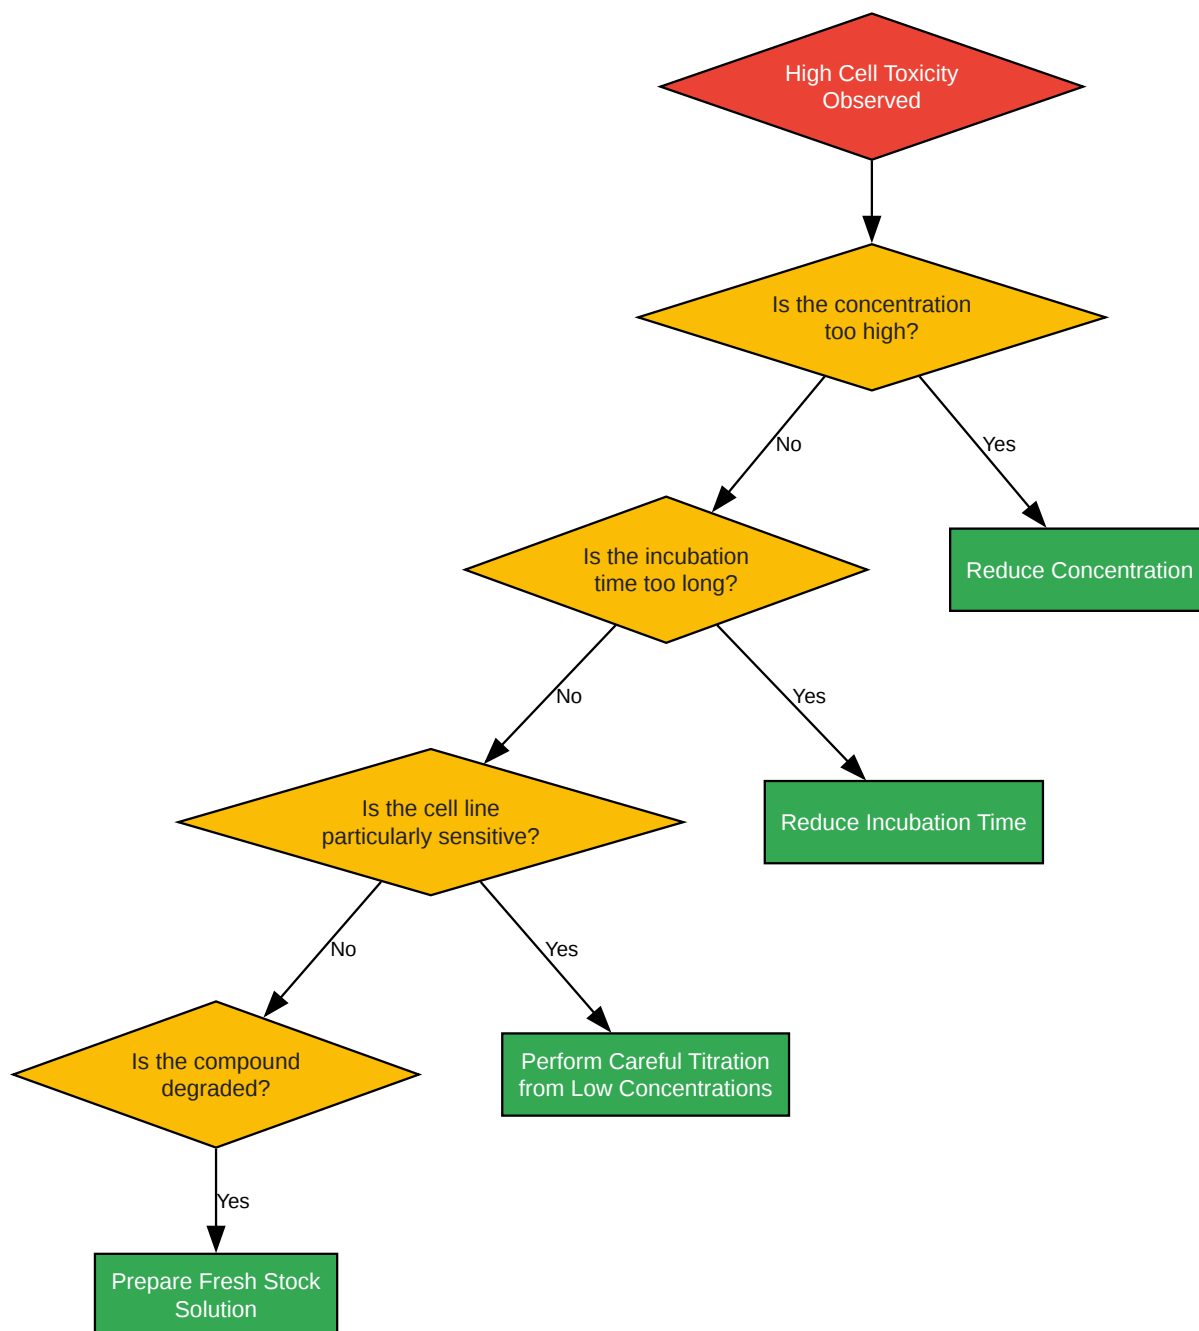 High Cell Toxicity
Observed
Is the concentration
too high?
No
Yes
Is the incubation
time too long?
Reduce Concentration
No
Yes
Is the cell line
particularly sensitive?
Reduce Incubation Time
No
Yes
Is the compound
degraded?
Perform Careful Titration
from Low Concentrations
Yes
Prepare Fresh Stock
Solution